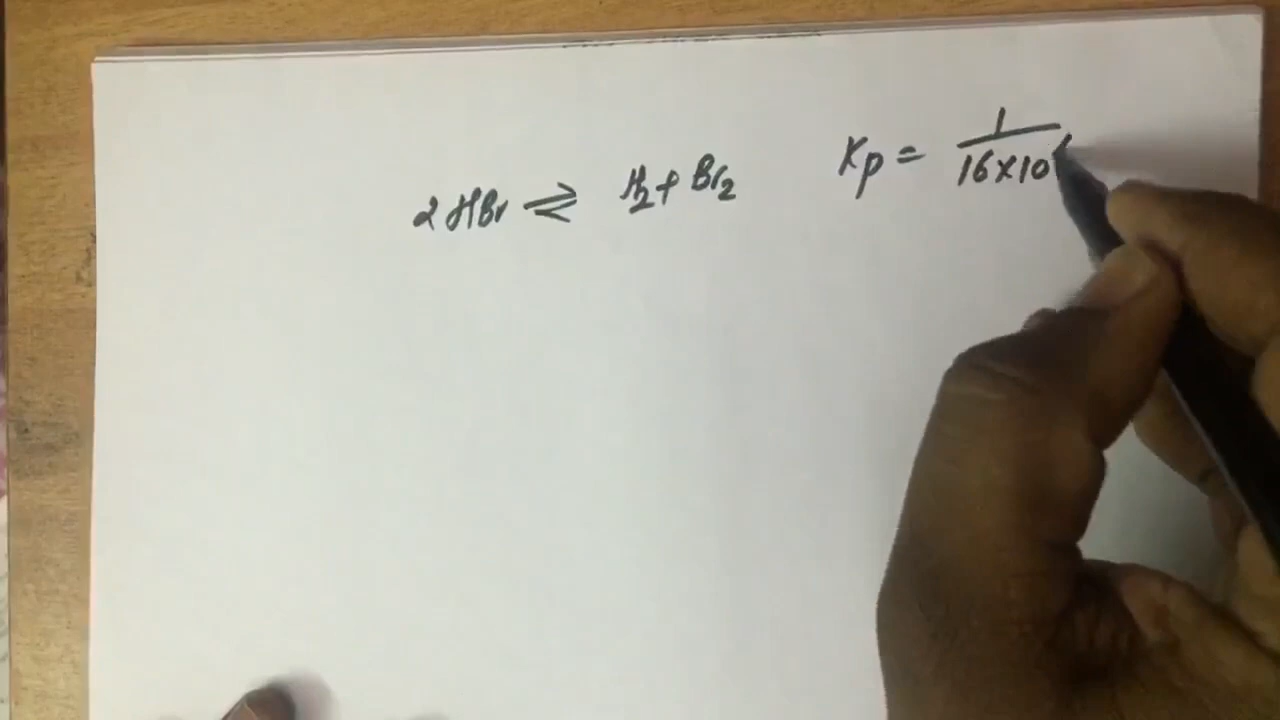 2HBr ⇌ H₂ + Br₂ Kp = 1/16×10